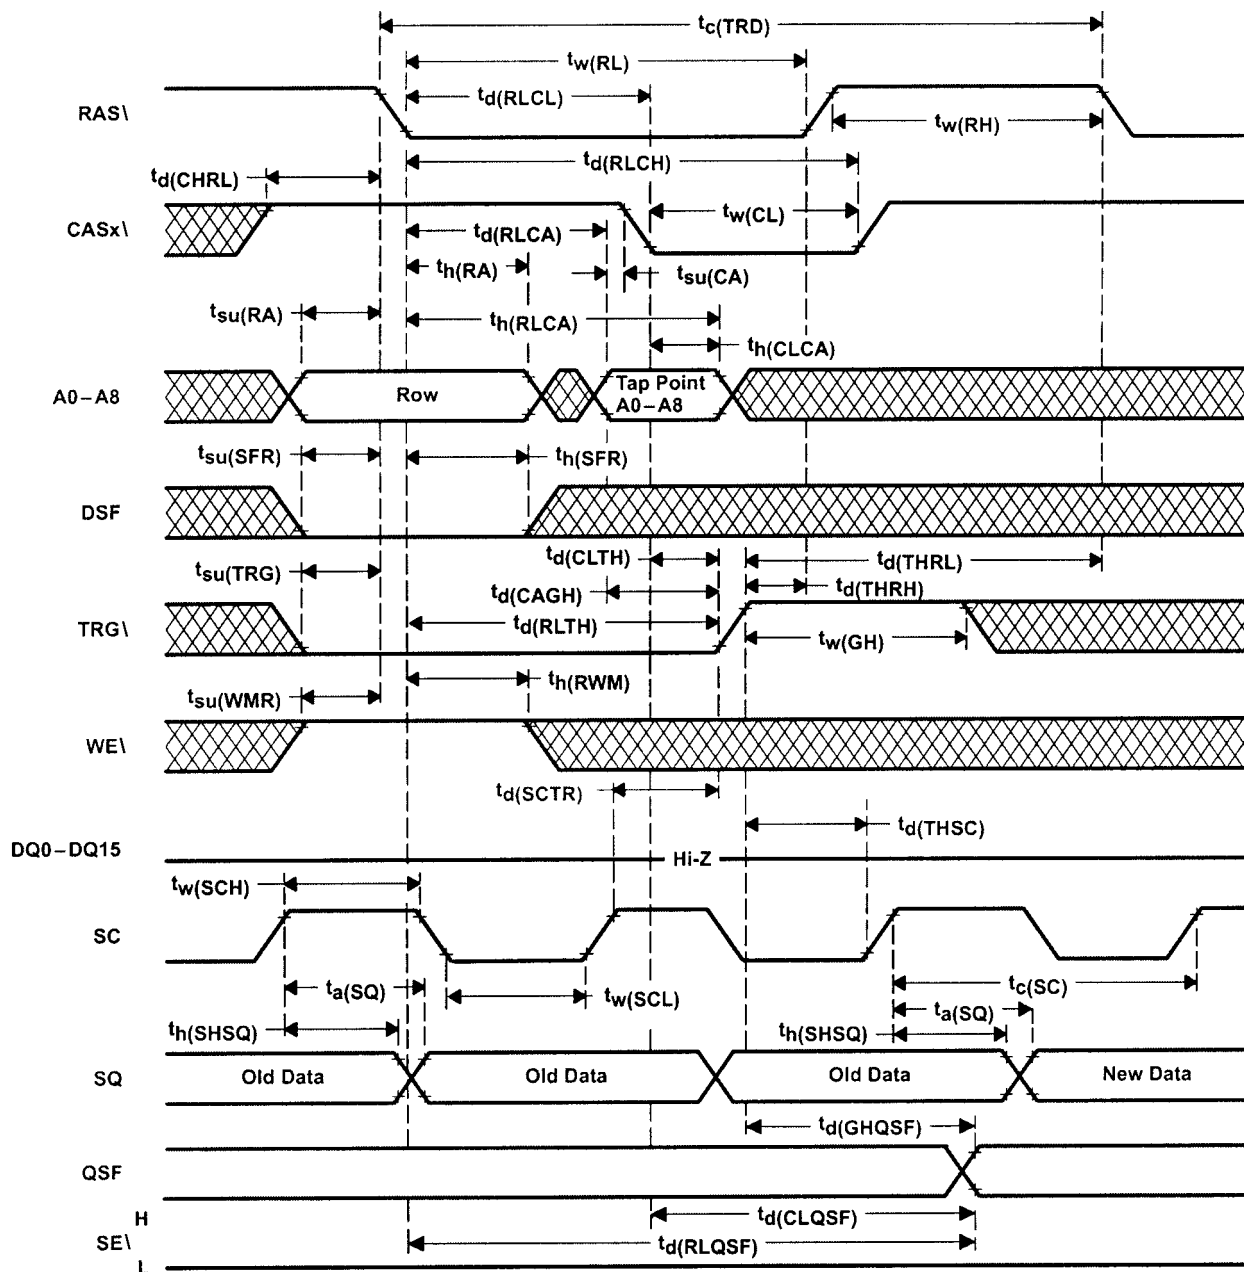 tc(TRD)
tw(RL)
td(RLCL)
RAS\
tw(RH)
td(RLCH)
td(CHRL)
tw(CL)
CASx\
td(RLCA)
th(RA)
tsu(CA)
tsu(RA)
th(RLCA)
th(CLCA)
A0–A8
Row
Tap Point
A0–A8
tsu(SFR)
th(SFR)
DSF
td(CLTH)
td(THRL)
tsu(TRG)
td(CAGH)
td(THRH)
td(RLTH)
TRG\
tw(GH)
tsu(WMR)
th(RWM)
WE\
td(SCTR)
td(THSC)
DQ0–DQ15
Hi-Z
tw(SCH)
SC
ta(SQ)
tw(SCL)
tc(SC)
ta(SQ)
th(SHSQ)
th(SHSQ)
SQ
Old Data
Old Data
Old Data
New Data
td(GHQSF)
QSF
H
td(CLQSF)
SE\
td(RLQSF)
L